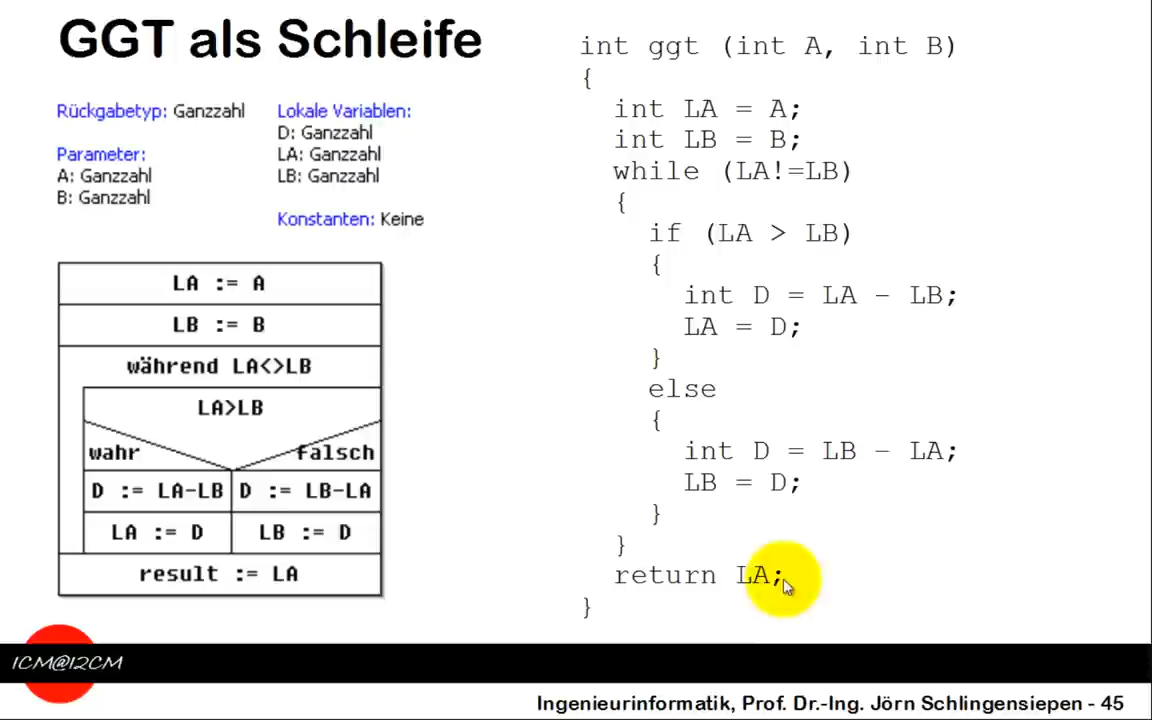 GGT als Schleife
Rückgabetyp: Ganzzahl
Parameter:
A: Ganzzahl
B: Ganzzahl
Lokale Variablen:
D: Ganzzahl
LA: Ganzzahl
LB: Ganzzahl
Konstanten: Keine
LA := A
LB := B
während LA<>LB
LA>LB
wahr falsch
D := LA-LB D := LB-LA
LA := D LB := D
result := LA
int ggt (int A, int B)
{
int LA = A;
int LB = B;
while (LA!=LB)
{
if (LA > LB)
{
int D = LA - LB;
LA = D;
}
else
{
int D = LB - LA;
LB = D;
}
}
return LA;
}
1CM@12CM
Ingenieurinformatik, Prof. Dr.-Ing. Jörn Schlingensiepen - 45